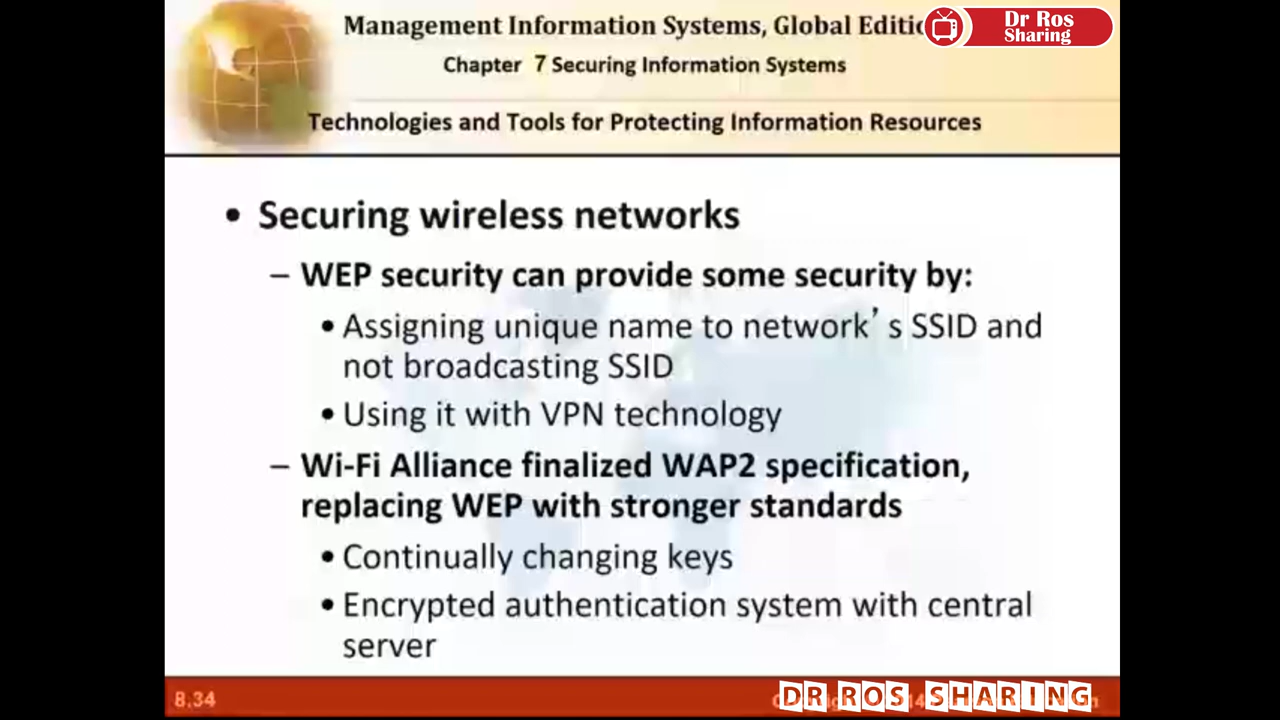 Management Information Systems, Global Editio
Dr Ros
Sharing
Chapter 7 Securing Information Systems
Technologies and Tools for Protecting Information Resources
• Securing wireless networks
– WEP security can provide some security by:
• Assigning unique name to network’ s SSID and
not broadcasting SSID
• Using it with VPN technology
– Wi-Fi Alliance finalized WAP2 specification,
replacing WEP with stronger standards
• Continually changing keys
• Encrypted authentication system with central
server
8.34
DR ROS SHARING